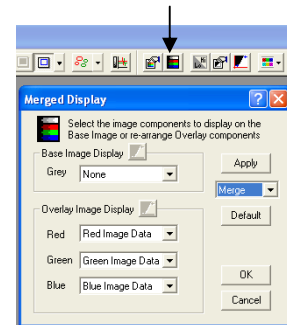 Merged Display
Select the image components to display on the
Base Image or re-arrange Overlay components
Base Image Display
Grey None
Apply
Merge
Overlay Image Display
Default
Red Red Image Data
Green Green Image Data
Blue Blue Image Data
OK
Cancel